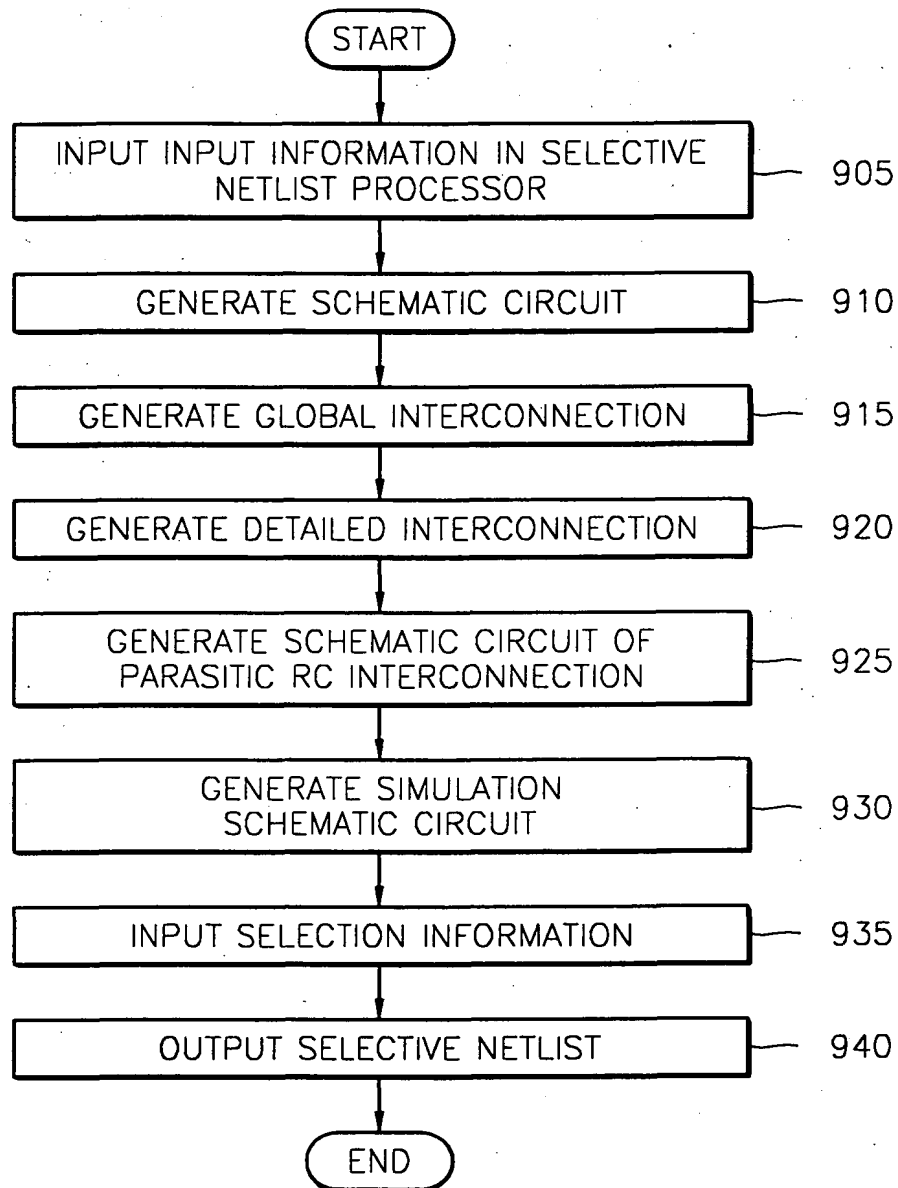 START
INPUT INPUT INFORMATION IN SELECTIVE
NETLIST PROCESSOR
905
GENERATE SCHEMATIC CIRCUIT
910
GENERATE GLOBAL INTERCONNECTION
915
GENERATE DETAILED INTERCONNECTION
920
GENERATE SCHEMATIC CIRCUIT OF
PARASITIC RC INTERCONNECTION
925
GENERATE SIMULATION
SCHEMATIC CIRCUIT
930
INPUT SELECTION INFORMATION
935
OUTPUT SELECTIVE NETLIST
940
END